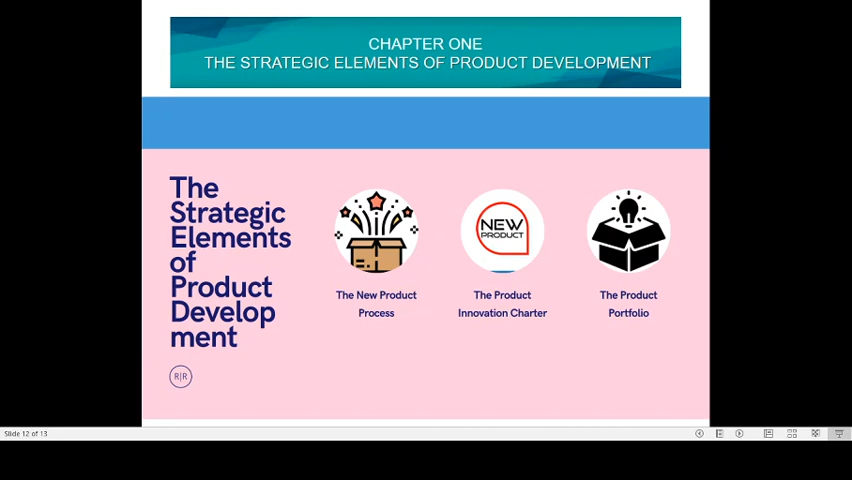 CHAPTER ONE
THE STRATEGIC ELEMENTS OF PRODUCT DEVELOPMENT
The
Strategic
Elements
of
Product
Develop
ment
R|R
NEW
PRODUCT
The New Product
Process
The Product
Innovation Charter
The Product
Portfolio
Slide 12 of 13